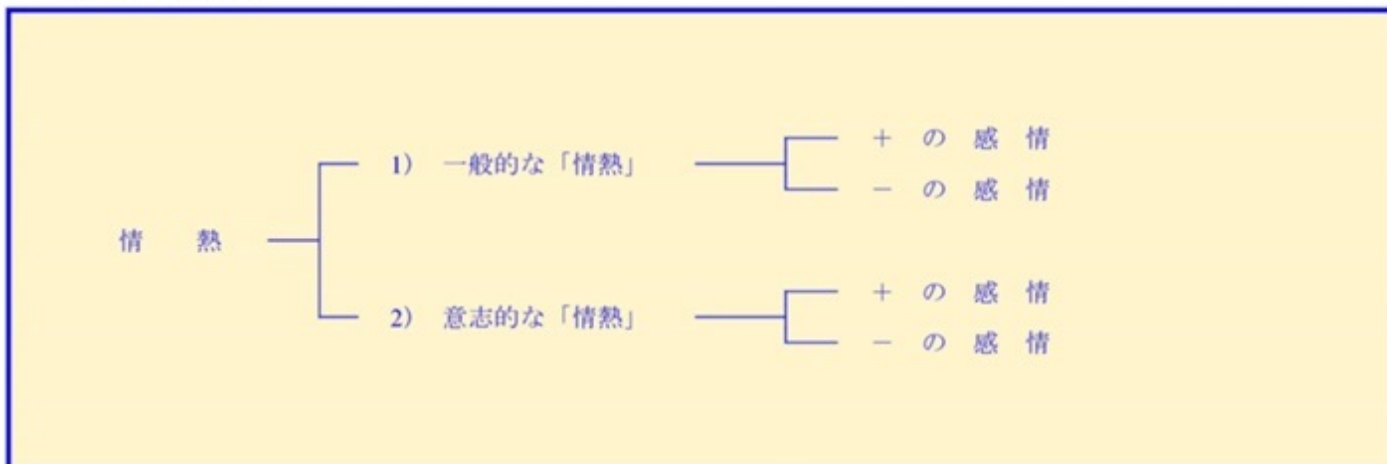 + の 感 情
1) 一般的な「情熱」
− の 感 情
情 熱
+ の 感 情
2) 意志的な「情熱」
− の 感 情